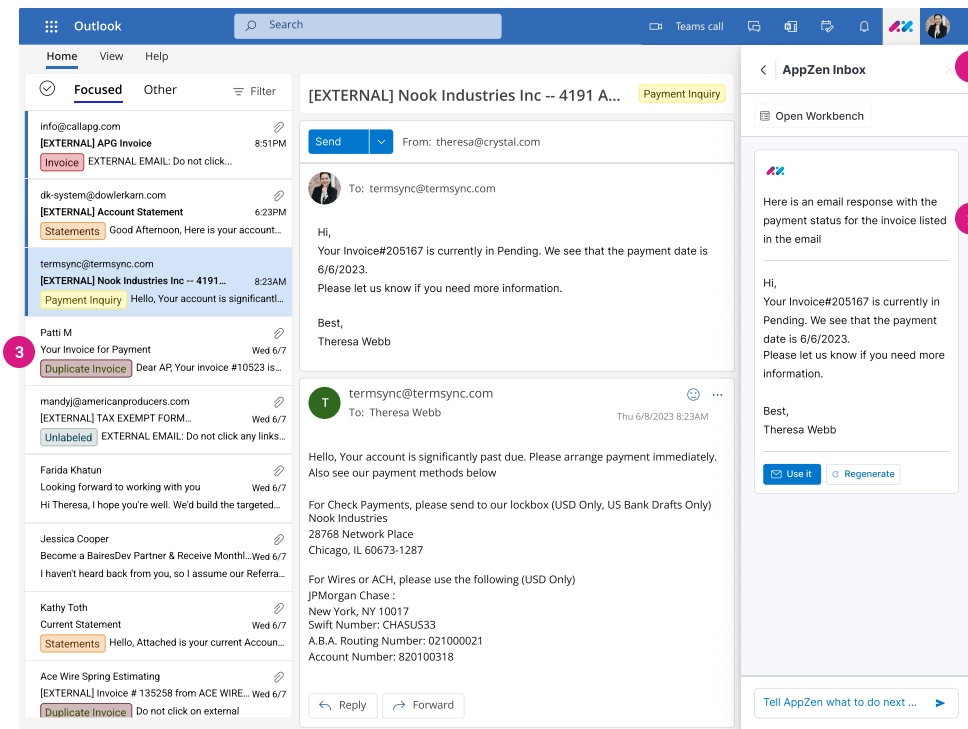 Outlook
Search
Teams call
Home View Help
Focused Other Filter
info@callapg.com
[EXTERNAL] APG Invoice 8:51PM
Invoice EXTERNAL EMAIL: Do not click...
dk-system@dowlerkarn.com
[EXTERNAL] Account Statement 6:23PM
Statements Good Afternoon, Here is your account...
termsync@termsync.com
[EXTERNAL] Nook Industries Inc -- 4191... 8:23AM
Payment Inquiry Hello, Your account is significantl...
3
Patti M
Your Invoice for Payment Wed 6/7
Duplicate Invoice Dear AP, Your invoice #10523 is...
mandyj@americanproducers.com
[EXTERNAL] TAX EXEMPT FORM... Wed 6/7
Unlabeled EXTERNAL EMAIL: Do not click any links...
Farida Khatun
Looking forward to working with you Wed 6/7
Hi Theresa, I hope you're well. We'd build the targeted...
Jessica Cooper
Become a BairesDev Partner & Receive Monthl... Wed 6/7
I haven't heard back from you, so I assume our Referra...
Kathy Toth
Current Statement Wed 6/7
Statements Hello, Attached is your current Accoun...
Ace Wire Spring Estimating
[EXTERNAL] Invoice # 135258 from ACE WIRE... Wed 6/7
Duplicate Invoice Do not click on external
[EXTERNAL] Nook Industries Inc -- 4191 A... Payment Inquiry
Send From: theresa@crystal.com
To: termsync@termsync.com
Hi,
Your Invoice#205167 is currently in Pending. We see that the payment date is
6/6/2023.
Please let us know if you need more information.
Best,
Theresa Webb
T
termsync@termsync.com
To: Theresa Webb
Thu 6/8/2023 8:23AM
Hello, Your account is significantly past due. Please arrange payment immediately.
Also see our payment methods below
For Check Payments, please send to our lockbox (USD Only, US Bank Drafts Only)
Nook Industries
28768 Network Place
Chicago, IL 60673-1287
For Wires or ACH, please use the following (USD Only)
JPMorgan Chase :
New York, NY 10017
Swift Number: CHASUS33
A.B.A. Routing Number: 021000021
Account Number: 820100318
Reply Forward
AppZen Inbox
Open Workbench
Here is an email response with the
payment status for the invoice listed
in the email
Hi,
Your Invoice#205167 is currently in
Pending. We see that the payment
date is 6/6/2023.
Please let us know if you need more
information.
Best,
Theresa Webb
Use it Regenerate
Tell AppZen what to do next ...